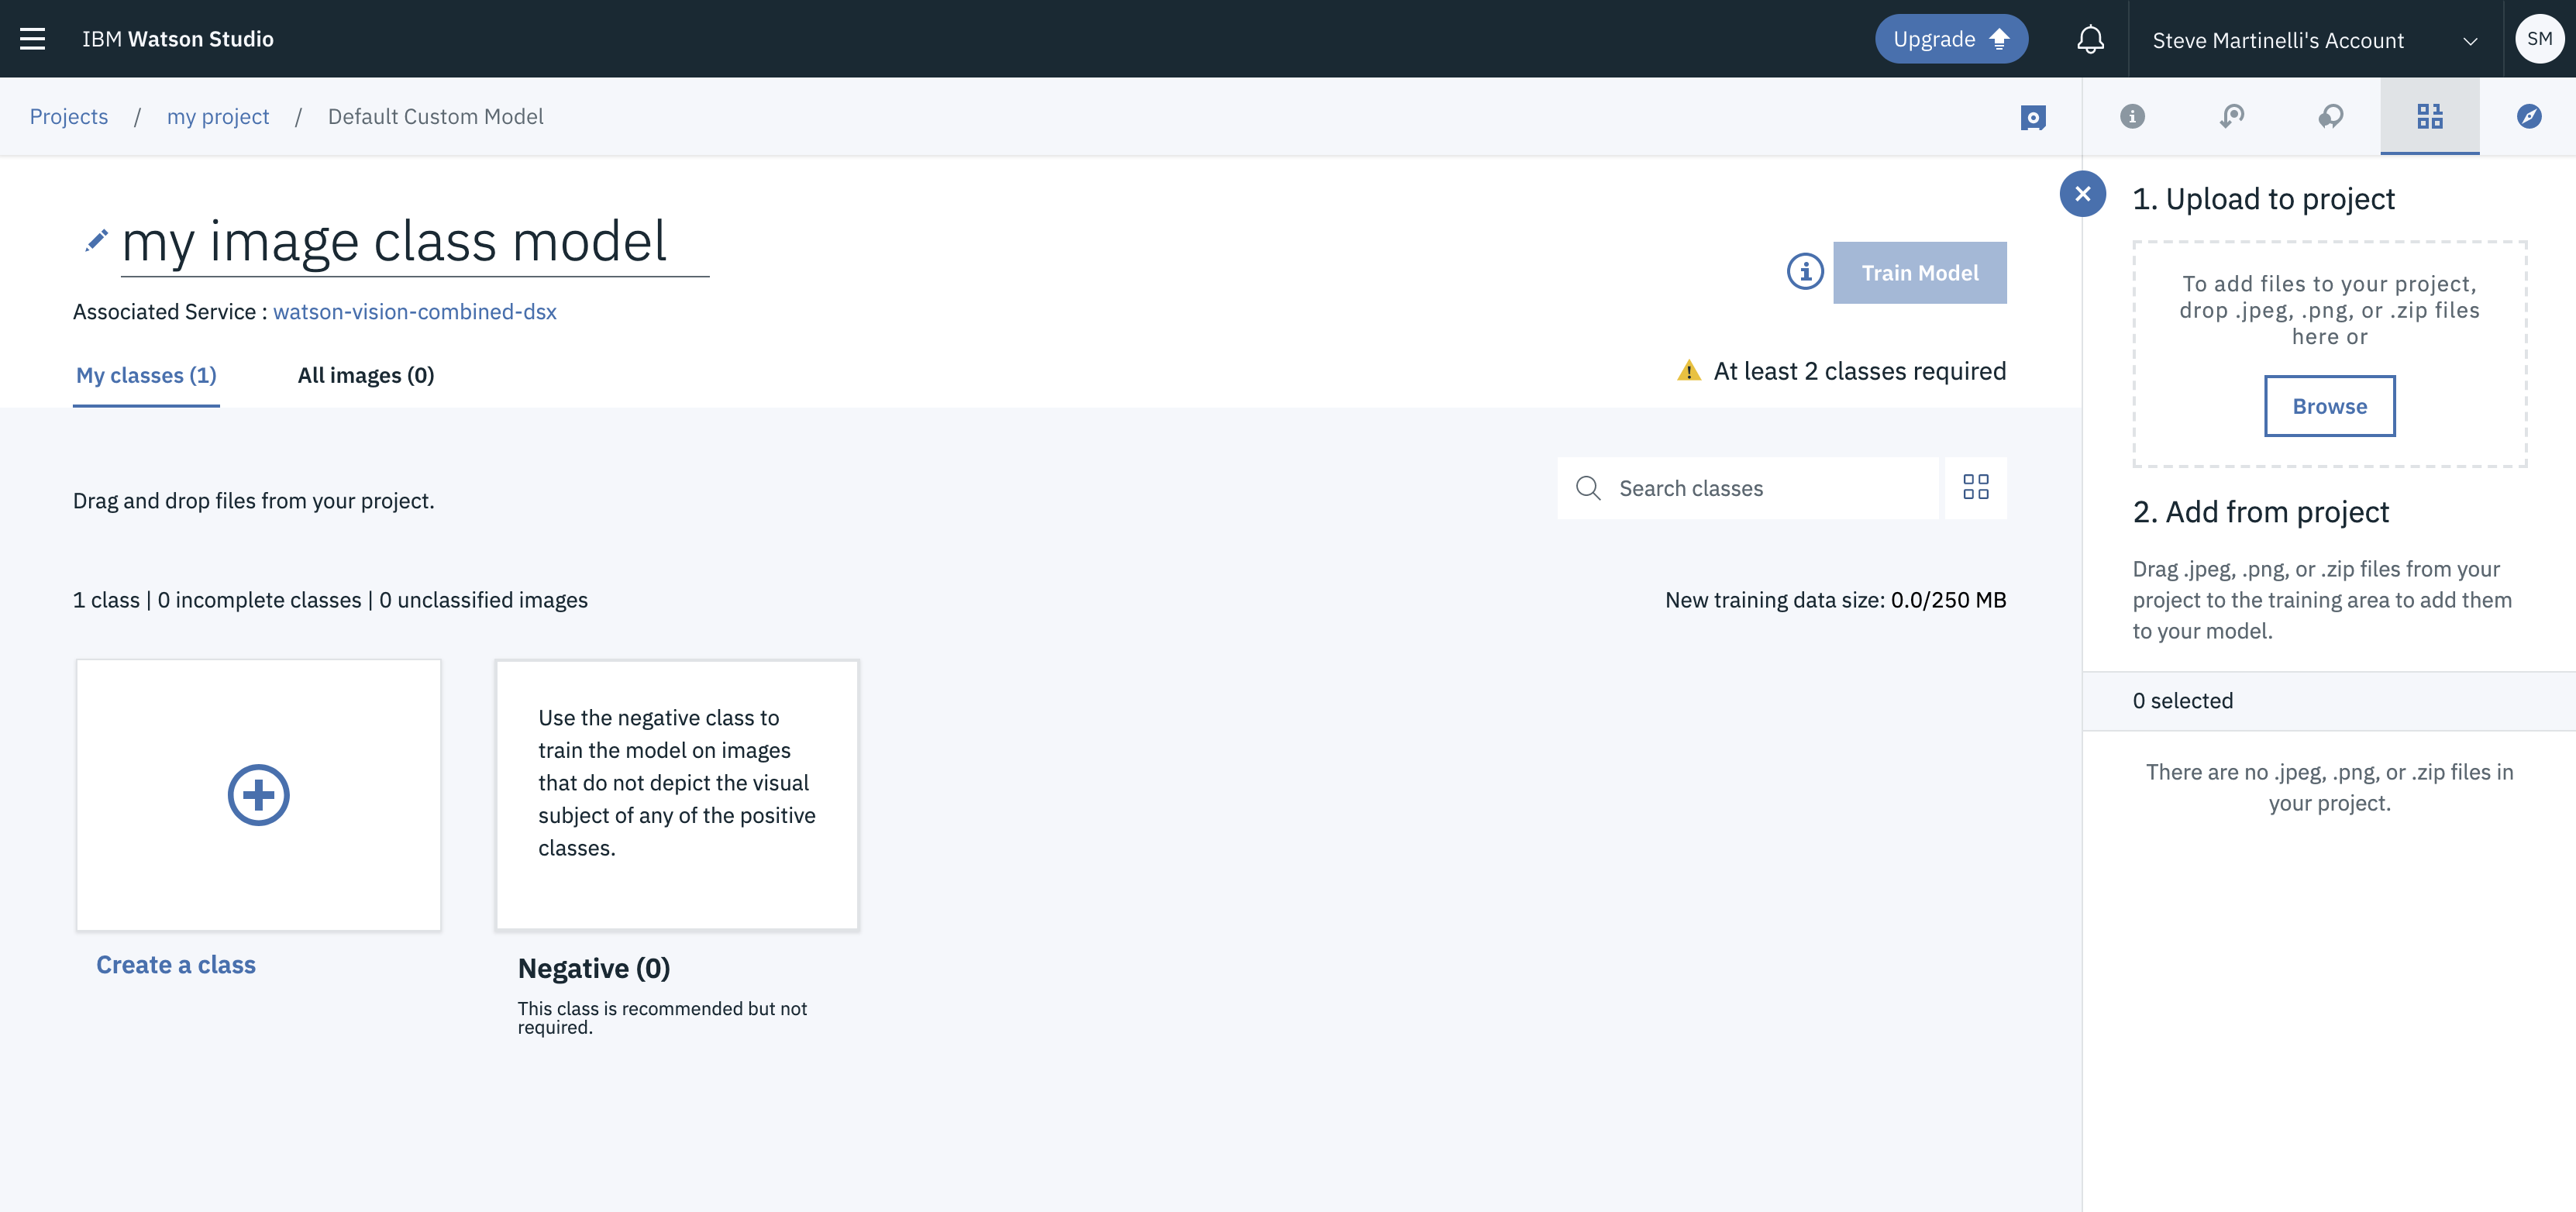 IBM Watson Studio
Upgrade
Steve Martinelli's Account
SM
Projects / my project / Default Custom Model
my image class model
Train Model
Associated Service : watson-vision-combined-dsx
My classes (1)
All images (0)
At least 2 classes required
Drag and drop files from your project.
Search classes
1 class | 0 incomplete classes | 0 unclassified images
New training data size: 0.0/250 MB
Create a class
Use the negative class to
train the model on images
that do not depict the visual
subject of any of the positive
classes.
Negative (0)
This class is recommended but not
required.
1. Upload to project
To add files to your project,
drop .jpeg, .png, or .zip files
here or
Browse
2. Add from project
Drag .jpeg, .png, or .zip files from your
project to the training area to add them
to your model.
0 selected
There are no .jpeg, .png, or .zip files in
your project.